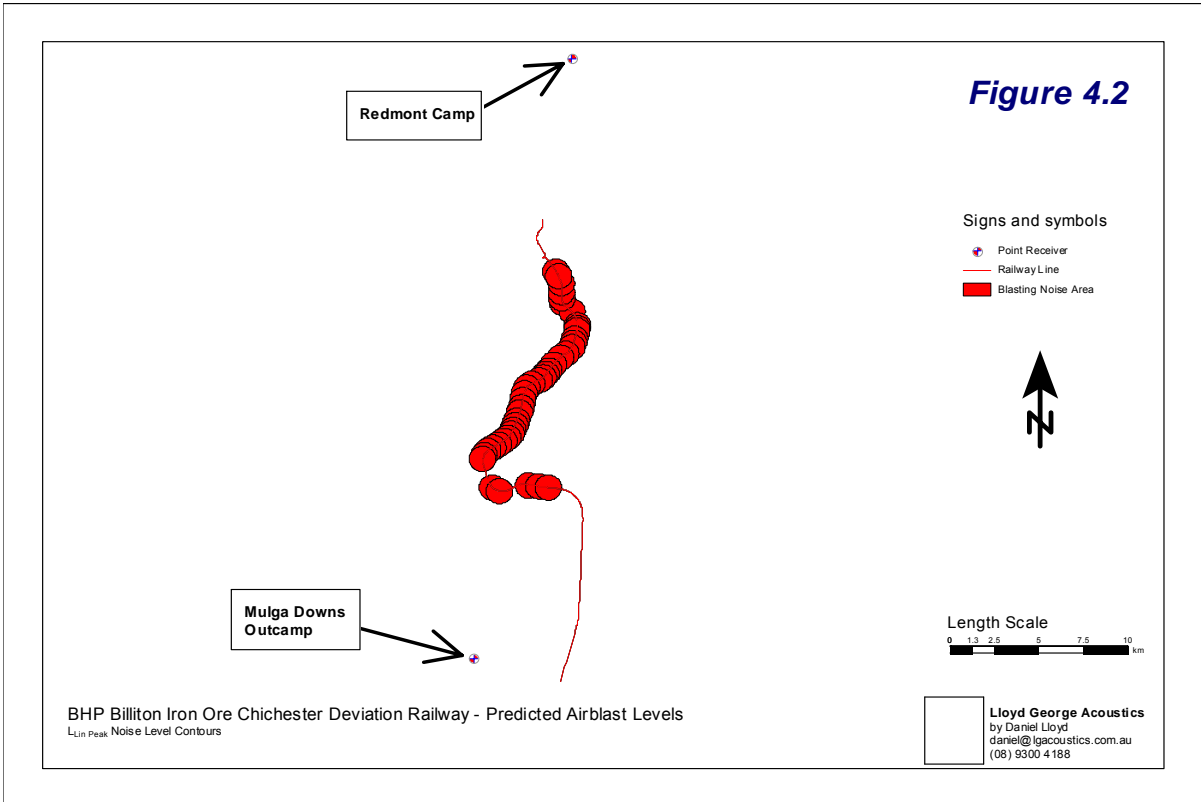 Redmont Camp
Figure 4.2
Signs and symbols
Point Receiver
Railway Line
Blasting Noise Area
N
Mulga Downs
Outcamp
Length Scale
0 1.3 2.5 5 7.5 10
km
BHP Billiton Iron Ore Chichester Deviation Railway - Predicted Airblast Levels
LLin Peak Noise Level Contours
Lloyd George Acoustics
by Daniel Lloyd
daniel@lgacoustics.com.au
(08) 9300 4188